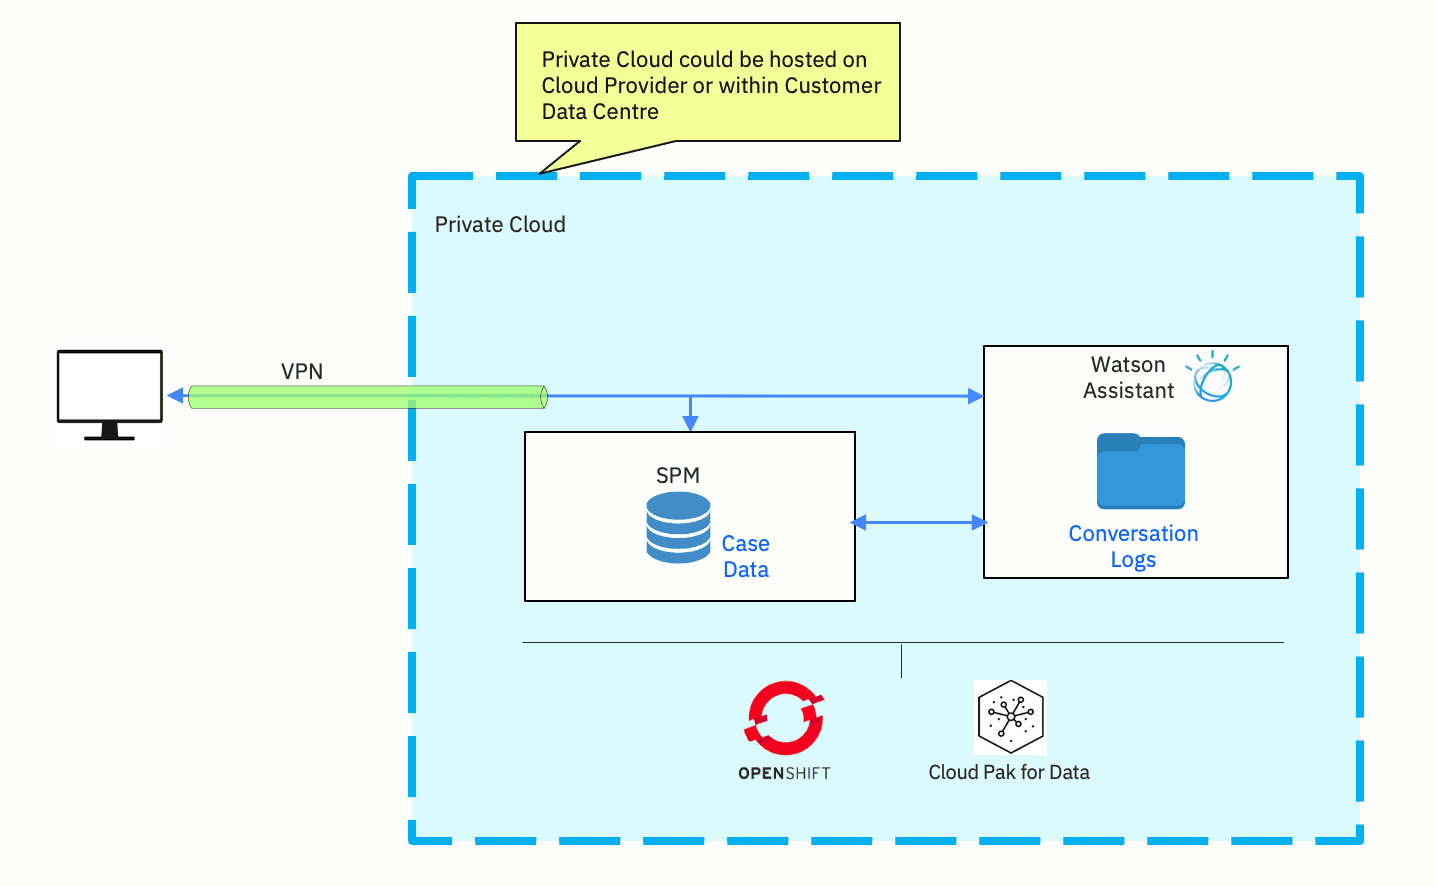 Private Cloud could be hosted on
Cloud Provider or within Customer
Data Centre
Private Cloud
VPN
Watson
Assistant
SPM
Case
Data
Conversation
Logs
OPENSHIFT
Cloud Pak for Data